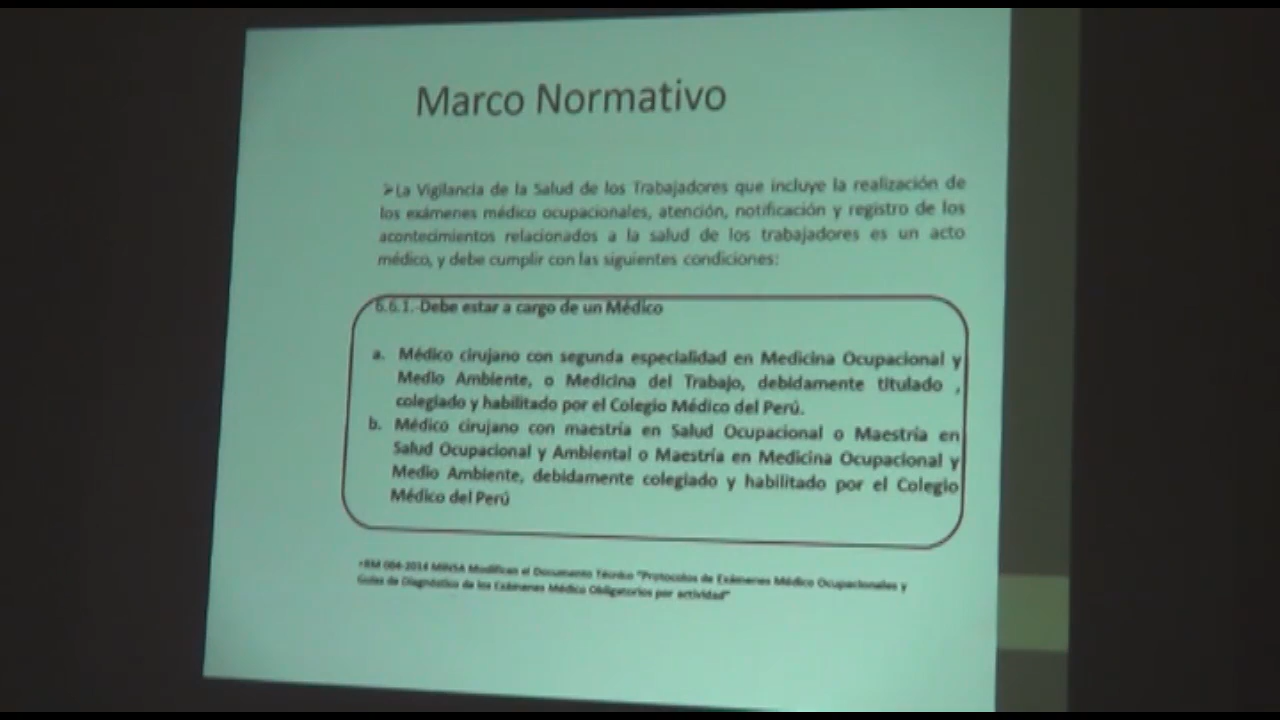 Marco Normativo
➢La Vigilancia de la Salud de los Trabajadores que incluye la realización de
los exámenes médico ocupacionales, atención, notificación y registro de los
acontecimientos relacionados a la salud de los trabajadores es un acto
médico, y debe cumplir con las siguientes condiciones:
6.6.1.-Debe estar a cargo de un Médico
a. Médico cirujano con segunda especialidad en Medicina Ocupacional y
Medio Ambiente, o Medicina del Trabajo, debidamente titulado ,
colegiado y habilitado por el Colegio Médico del Perú.
b. Médico cirujano con maestría en Salud Ocupacional o Maestría en
Salud Ocupacional y Ambiental o Maestría en Medicina Ocupacional y
Medio Ambiente, debidamente colegiado y habilitado por el Colegio
Médico del Perú
RM 004-2014 MINSA Modifican el Documento Técnico "Protocolos de Exámenes Médico Ocupacionales y
Guías de Diagnóstico de los Exámenes Médico Obligatorios por actividad"